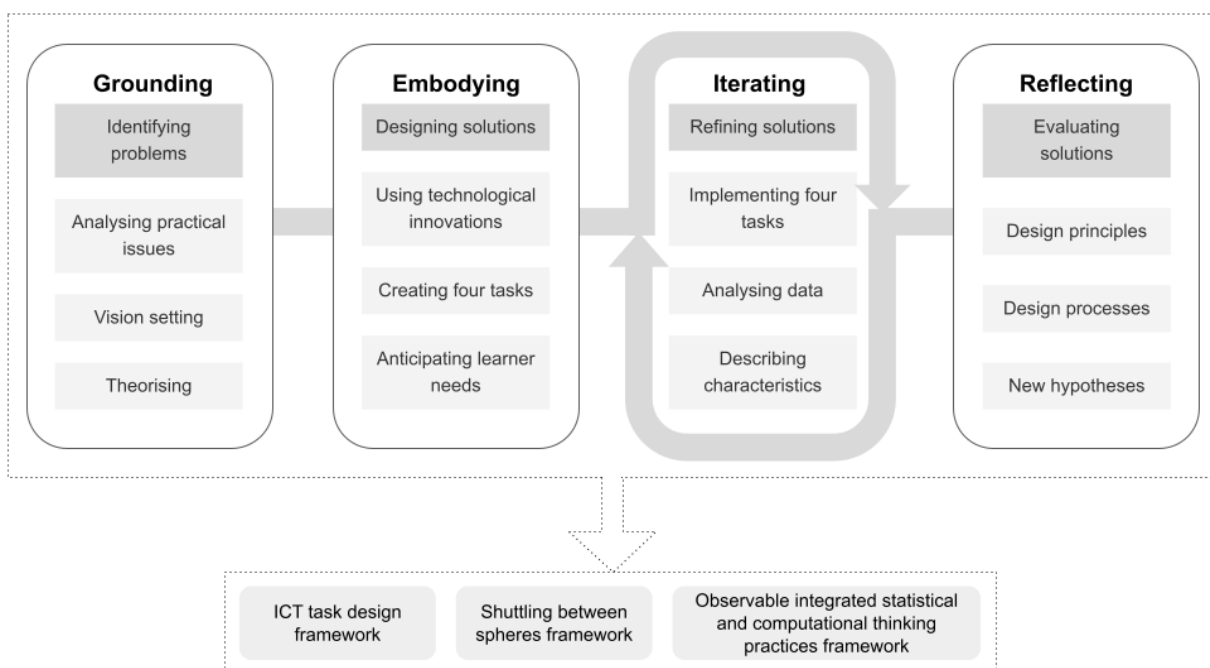 Grounding
Identifying
problems
Analysing practical
issues
Vision setting
Theorising
Embodying
Designing solutions
Using technological
innovations
Creating four tasks
Anticipating learner
needs
Iterating
Refining solutions
Implementing four
tasks
Analysing data
Describing
characteristics
Reflecting
Evaluating
solutions
Design principles
Design processes
New hypotheses
ICT task design
framework
Shuttling between
spheres framework
Observable integrated statistical
and computational thinking
practices framework